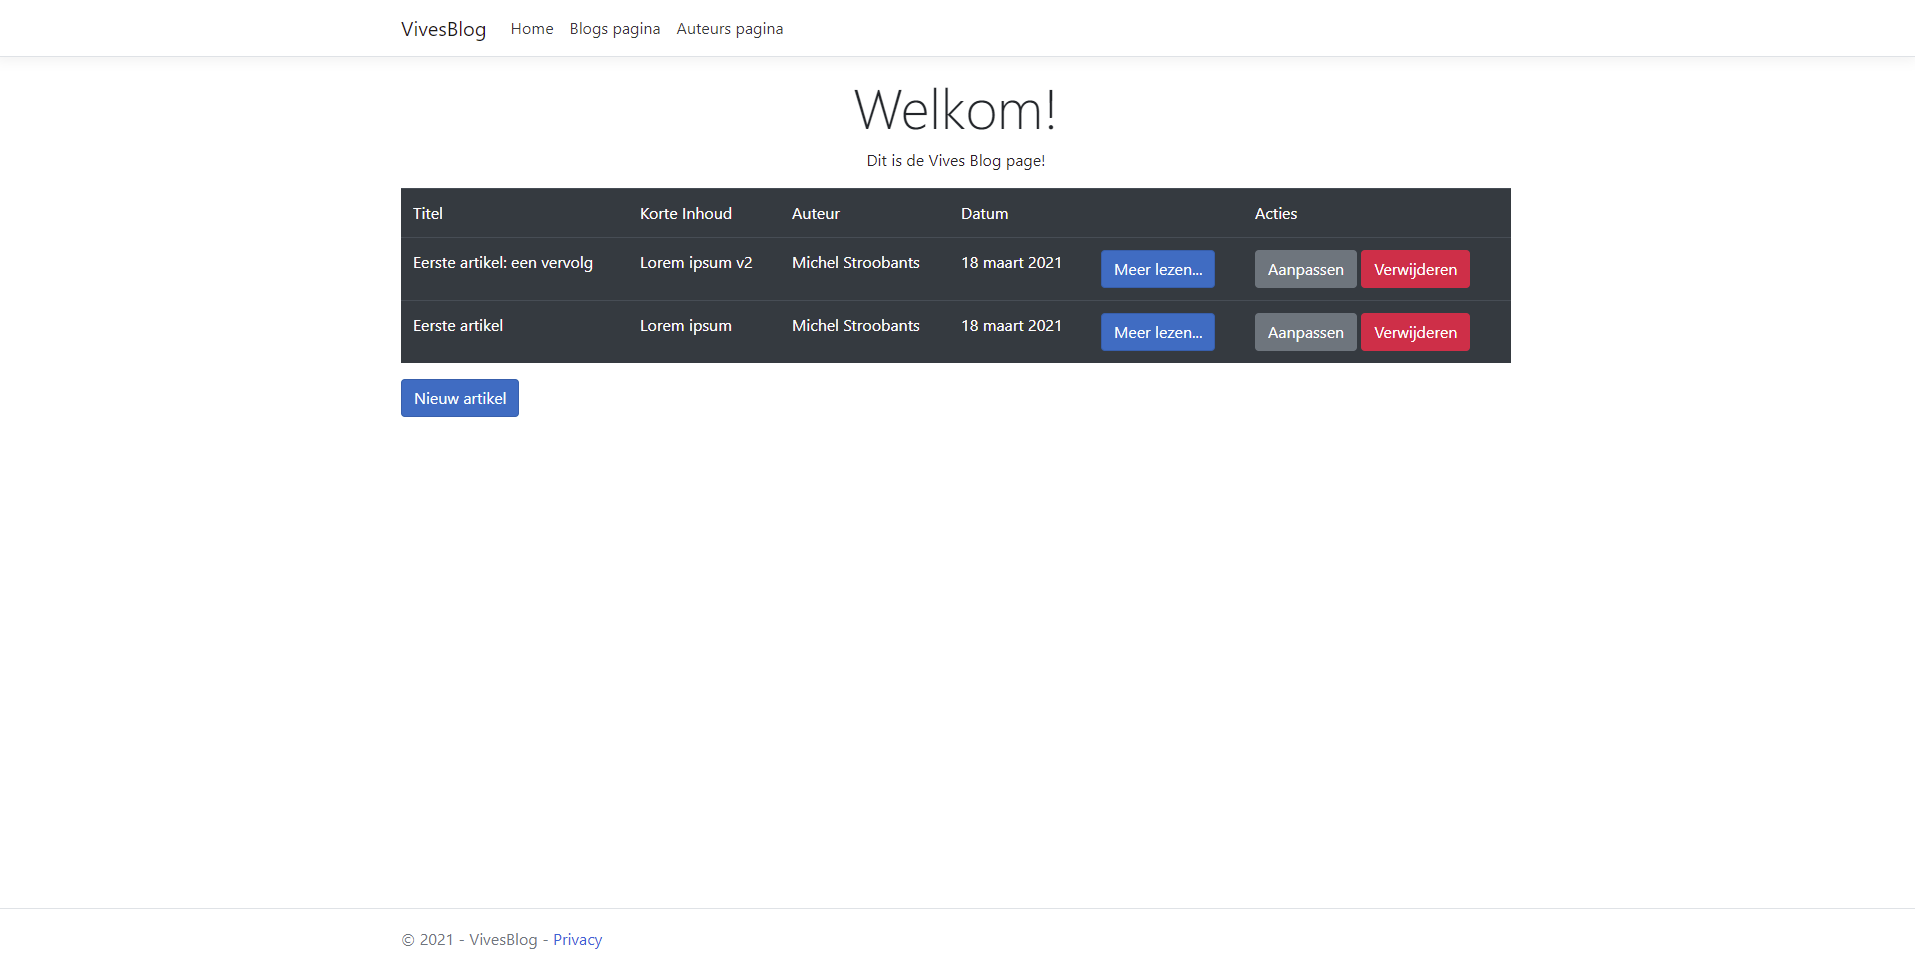 VivesBlog Home Blogs pagina Auteurs pagina
Welkom!
Dit is de Vives Blog page!
Titel Korte Inhoud Auteur Datum Acties
Eerste artikel: een vervolg Lorem ipsum v2 Michel Stroobants 18 maart 2021 Meer lezen... Aanpassen Verwijderen
Eerste artikel Lorem ipsum Michel Stroobants 18 maart 2021 Meer lezen... Aanpassen Verwijderen
Nieuw artikel
© 2021 - VivesBlog - Privacy